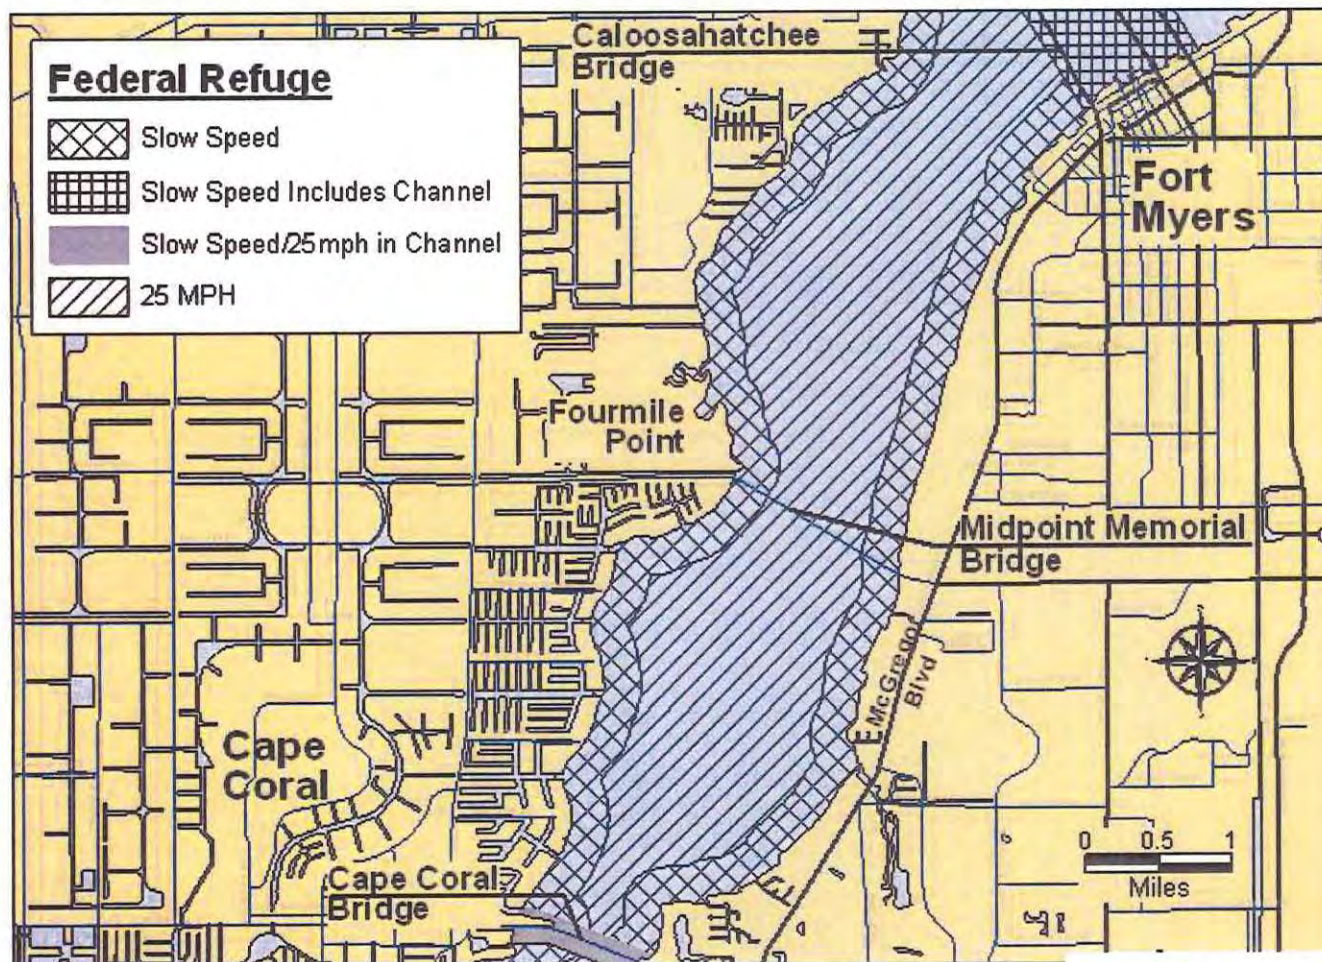 Federal Refuge
Slow Speed
Slow Speed Includes Channel
Slow Speed/25mph in Channel
25 MPH
Caloosahatchee
Bridge
Fort
Myers
Fourmile
Point
Midpoint Memorial
Bridge
E McGregor
Blvd
Cape
Coral
Cape Coral
Bridge
0 0.5 1
Miles